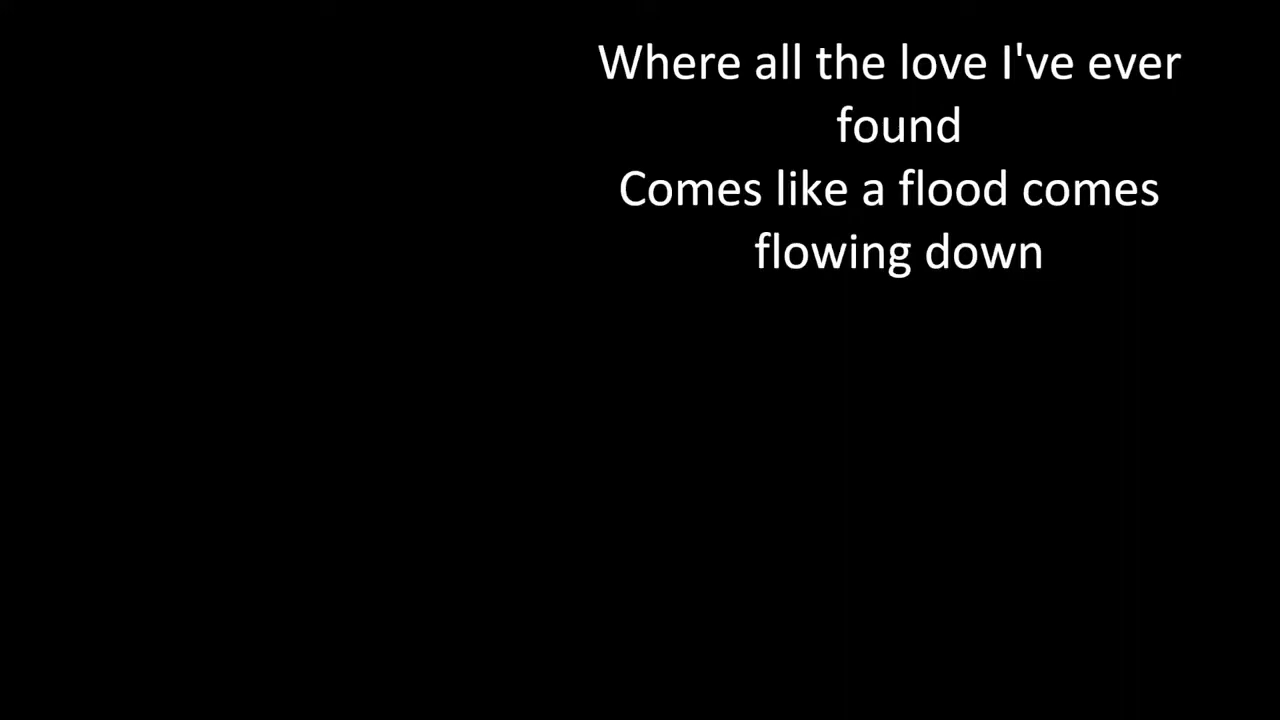 Where all the love I've ever
found
Comes like a flood comes
flowing down